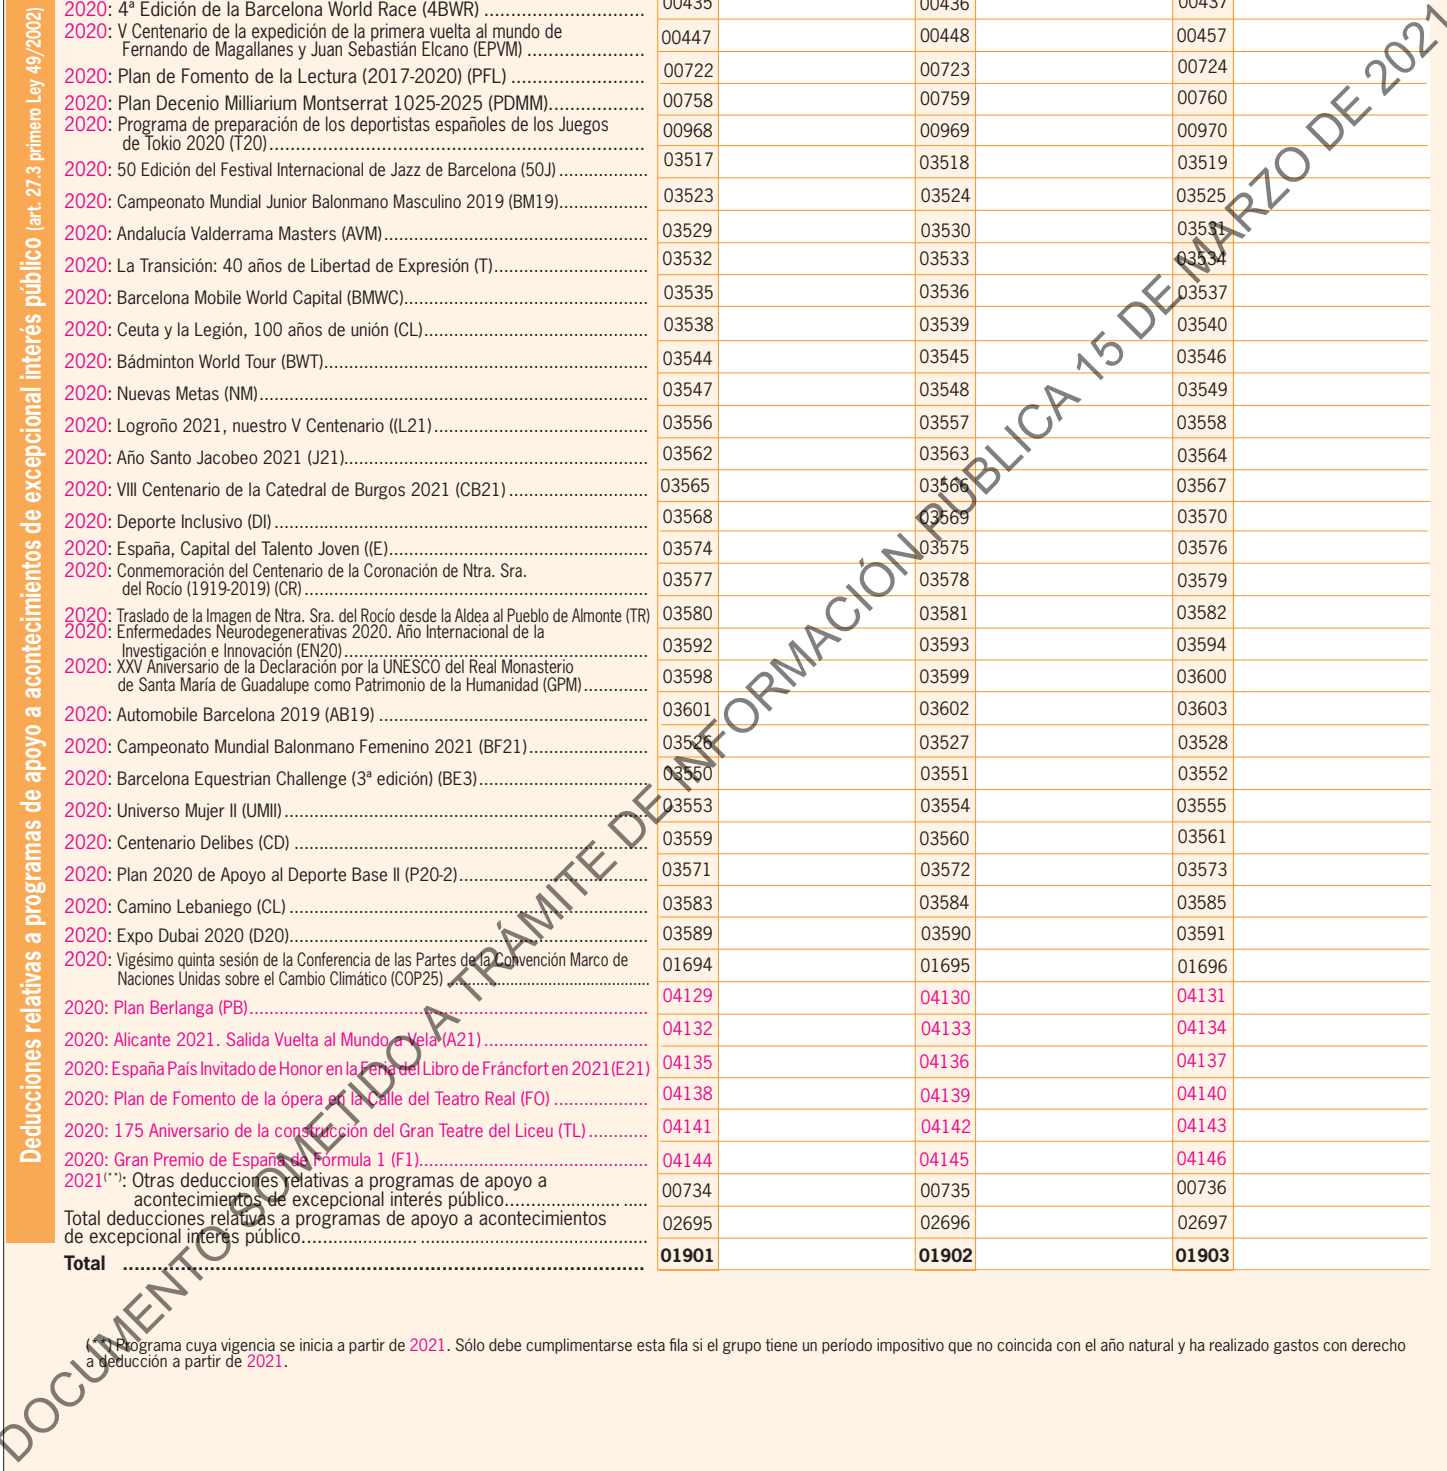 Deducciones relativas a programas de apoyo a acontecimientos de excepcional interés público (art. 27.3 primero Ley 49/2002)
2020: 4ª Edición de la Barcelona World Race (4BWR) ............................ 00435 00436 00437
2020: V Centenario de la expedición de la primera vuelta al mundo de
Fernando de Magallanes y Juan Sebastián Elcano (EPVM) ........................ 00447 00448 00457
2020: Plan de Fomento de la Lectura (2017-2020) (PFL) ........................ 00722 00723 00724
2020: Plan Decenio Milliarium Montserrat 1025-2025 (PDMM)................. 00758 00759 00760
2020: Programa de preparación de los deportistas españoles de los Juegos
de Tokio 2020 (T20)................................................................... 00968 00969 00970
2020: 50 Edición del Festival Internacional de Jazz de Barcelona (50J).................. 03517 03518 03519
2020: Campeonato Mundial Junior Balonmano Masculino 2019 (BM19).................. 03523 03524 03525
2020: Andalucía Valderrama Masters (AVM)...................................................... 03529 03530 03531
2020: La Transición: 40 años de Libertad de Expresión (T)................................ 03532 03533 03534
2020: Barcelona Mobile World Capital (BMWC).................................................. 03535 03536 03537
2020: Ceuta y la Legión, 100 años de unión (CL).............................................. 03538 03539 03540
2020: Bádminton World Tour (BWT).................................................................. 03544 03545 03546
2020: Nuevas Metas (NM)................................................................................ 03547 03548 03549
2020: Logroño 2021, nuestro V Centenario ((L21)............................................ 03556 03557 03558
2020: Año Santo Jacobeo 2021 (J21).............................................................. 03562 03563 03564
2020: VIII Centenario de la Catedral de Burgos 2021 (CB21)............................. 03565 03566 03567
2020: Deporte Inclusivo (DI)............................................................................ 03568 03569 03570
2020: España, Capital del Talento Joven ((E)..................................................... 03574 03575 03576
2020: Conmemoración del Centenario de la Coronación de Ntra. Sra.
del Rocío (1919-2019) (CR)...................................................................... 03577 03578 03579
2020: Traslado de la Imagen de Ntra. Sra. del Rocío desde la Aldea al Pueblo de Almonte (TR) 03580 03581 03582
2020: Enfermedades Neurodegenerativas 2020. Año Internacional de la
Investigación e Innovación (EN20).............................................................. 03592 03593 03594
2020: XXV Aniversario de la Declaración por la UNESCO del Real Monasterio
de Santa María de Guadalupe como Patrimonio de la Humanidad (GPM)............. 03598 03599 03600
2020: Automobile Barcelona 2019 (AB19) ....................................................... 03601 03602 03603
2020: Campeonato Mundial Balonmano Femenino 2021 (BF21)........................ 03526 03527 03528
2020: Barcelona Equestrian Challenge (3ª edición) (BE3).................................. 03550 03551 03552
2020: Universo Mujer II (UMII).......................................................................... 03553 03554 03555
2020: Centenario Delibes (CD) ........................................................................ 03559 03560 03561
2020: Plan 2020 de Apoyo al Deporte Base II (P20-2)....................................... 03571 03572 03573
2020: Camino Lebaniego (CL)......................................................................... 03583 03584 03585
2020: Expo Dubai 2020 (D20)......................................................................... 03589 03590 03591
2020: Vigésimo quinta sesión de la Conferencia de las Partes de la Convención Marco de
Naciones Unidas sobre el Cambio Climático (COP25) ........................................ 01694 01695 01696
2020: Plan Berlanga (PB)................................................................................. 04129 04130 04131
2020: Alicante 2021. Salida Vuelta al Mundo a Vela (A21).................................. 04132 04133 04134
2020: España País Invitado de Honor en la Feria del Libro de Fráncfort en 2021(E21) 04135 04136 04137
2020: Plan de Fomento de la ópera en la Calle del Teatro Real (FO) ................... 04138 04139 04140
2020: 175 Aniversario de la construcción del Gran Teatre del Liceu (TL)............ 04141 04142 04143
2020: Gran Premio de España de Fórmula 1 (F1)............................................... 04144 04145 04146
2021(**): Otras deducciones relativas a programas de apoyo a
acontecimientos de excepcional interés público........................ ..... 00734 00735 00736
Total deducciones relativas a programas de apoyo a acontecimientos
de excepcional interés público........................ ............................................... 02695 02696 02697
Total ......................................................................................... 01901 01902 01903
(**) Programa cuya vigencia se inicia a partir de 2021. Sólo debe cumplimentarse esta fila si el grupo tiene un período impositivo que no coincida con el año natural y ha realizado gastos con derecho
a deducción a partir de 2021.
DOCUMENTO SOMETIDO A TRÁMITE DE INFORMACIÓN PÚBLICA 15 DE MARZO DE 2021